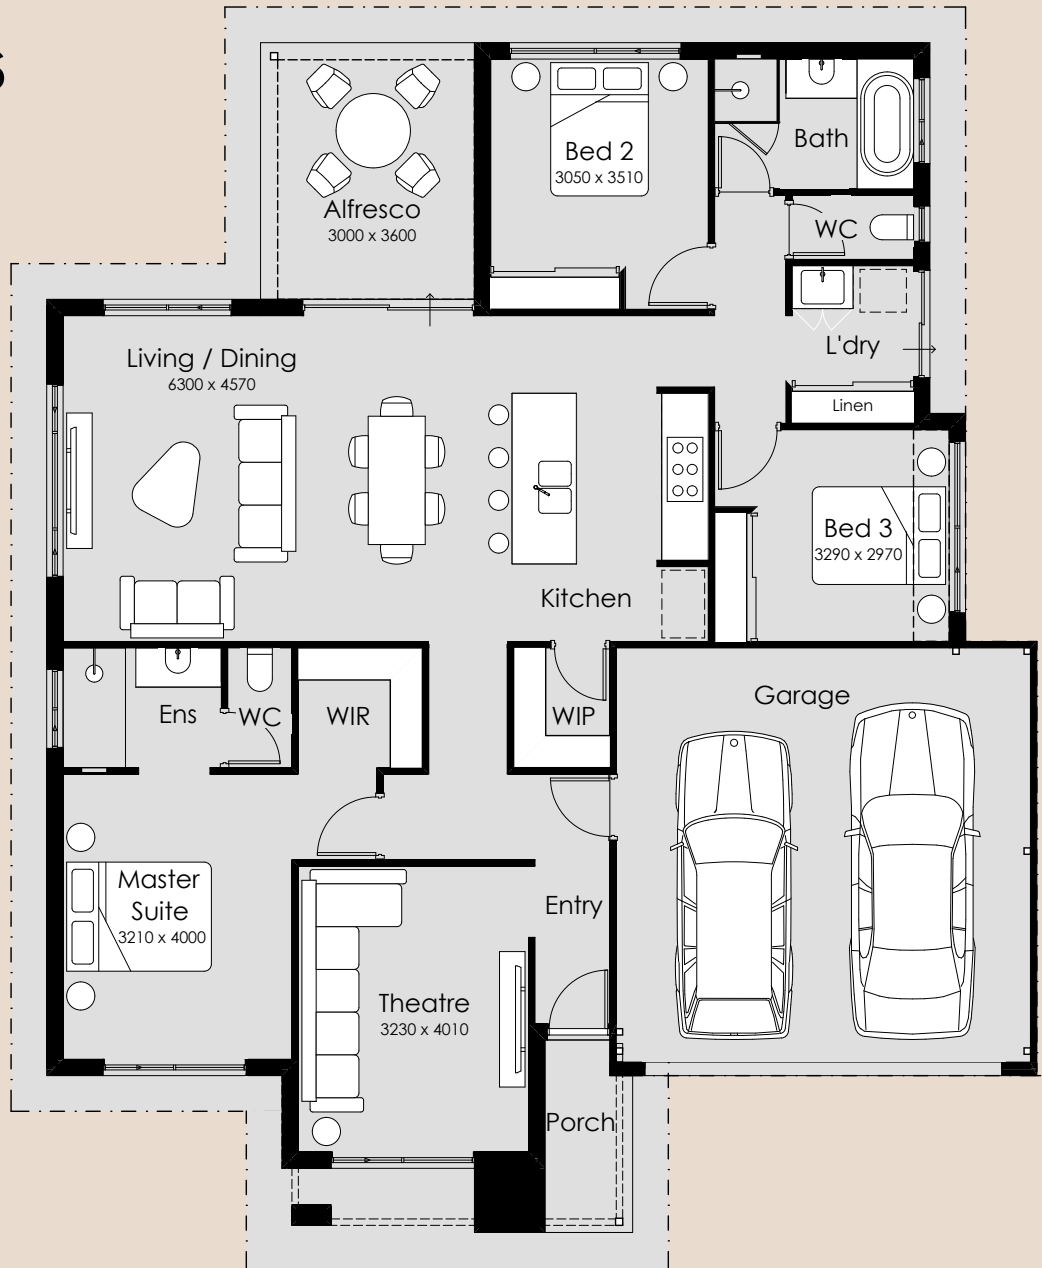 Alfresco
3000 x 3600
Bed 2
3050 x 3510
Bath
WC
L'dry
Linen
Living / Dining
6300 x 4570
Kitchen
Bed 3
3290 x 2970
Ens
WC
WIR
WIP
Garage
Master
Suite
3210 x 4000
Entry
Theatre
3230 x 4010
Porch